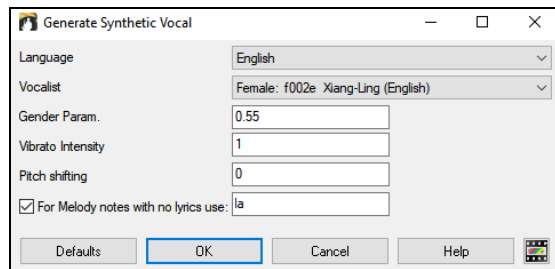 Generate Synthetic Vocal
Language English
Vocalist Female: f002e Xiang-Ling (English)
Gender Param. 0.55
Vibrato Intensity 1
Pitch shifting 0
For Melody notes with no lyrics use: la
Defaults OK Cancel Help